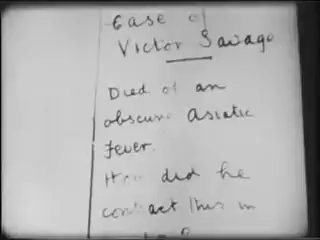 Case of
Victor Savage
Died of an
obscure Asiatic
Fever.
How did he
contract this in